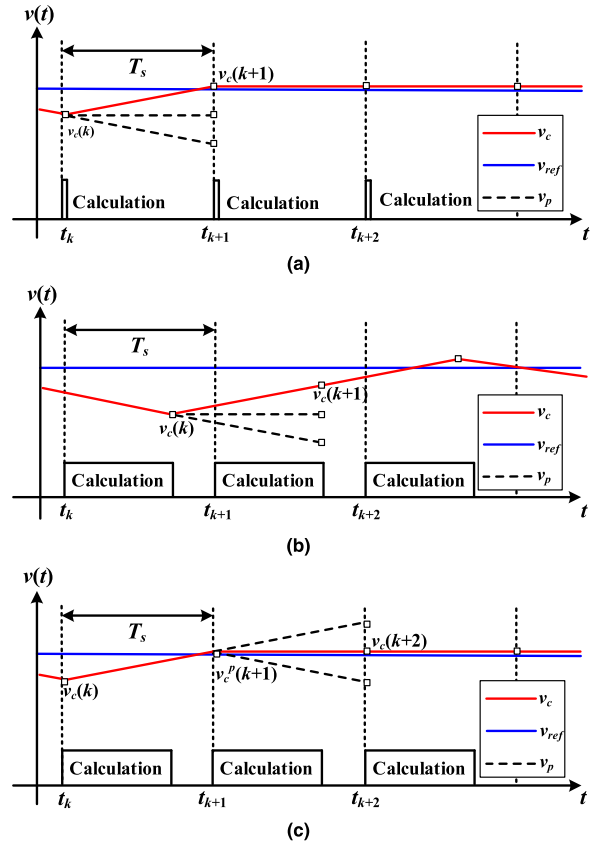 v(t)
T_s
v_c(k+1)
v_c(k)
v_c
v_ref
v_p
Calculation
Calculation
Calculation
t_k
t_{k+1}
t_{k+2}
t
(a)
v(t)
T_s
v_c(k+1)
v_c(k)
v_c
v_ref
v_p
Calculation
Calculation
Calculation
t_k
t_{k+1}
t_{k+2}
t
(b)
v(t)
T_s
v_c(k+2)
v_c^p(k+1)
v_c(k)
v_c
v_ref
v_p
Calculation
Calculation
Calculation
t_k
t_{k+1}
t_{k+2}
t
(c)